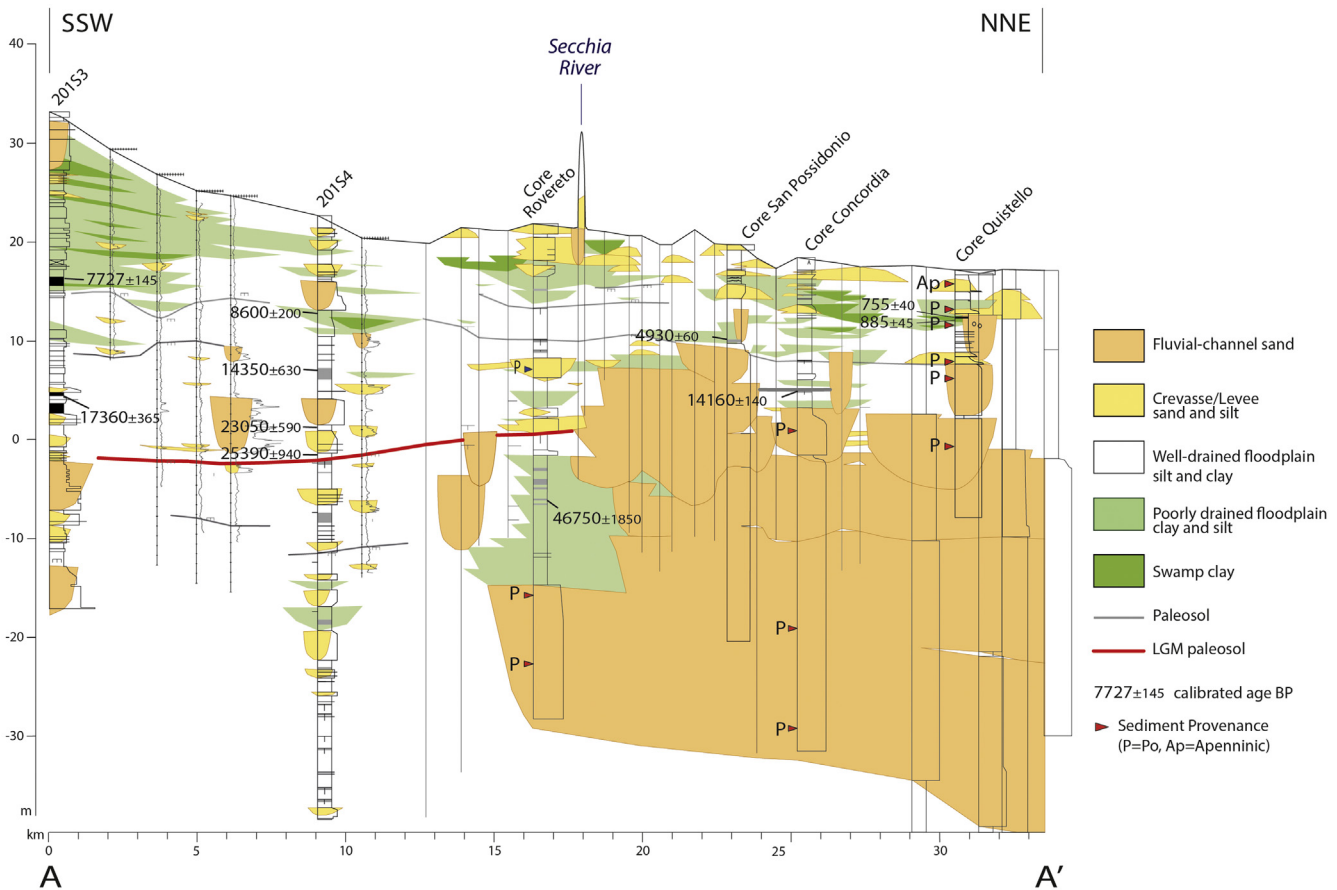 SSW
NNE
Secchia
River
201S3
201S4
Core
Rovereto
Core San Possidonio
Core Concordia
Core Quistello
40
30
20
10
0
-10
-20
-30
m
km
0
5
10
15
20
25
30
A
A'
7727±145
17360±365
8600±200
14350±630
23050±590
25390±940
P
46750±1850
P
P
4930±60
14160±140
P
P
P
Ap
P
755±40
885±45
P
P
P
P
Fluvial-channel sand
Crevasse/Levee
sand and silt
Well-drained floodplain
silt and clay
Poorly drained floodplain
clay and silt
Swamp clay
Paleosol
LGM paleosol
7727±145 calibrated age BP
Sediment Provenance
(P=Po, Ap=Apenninic)